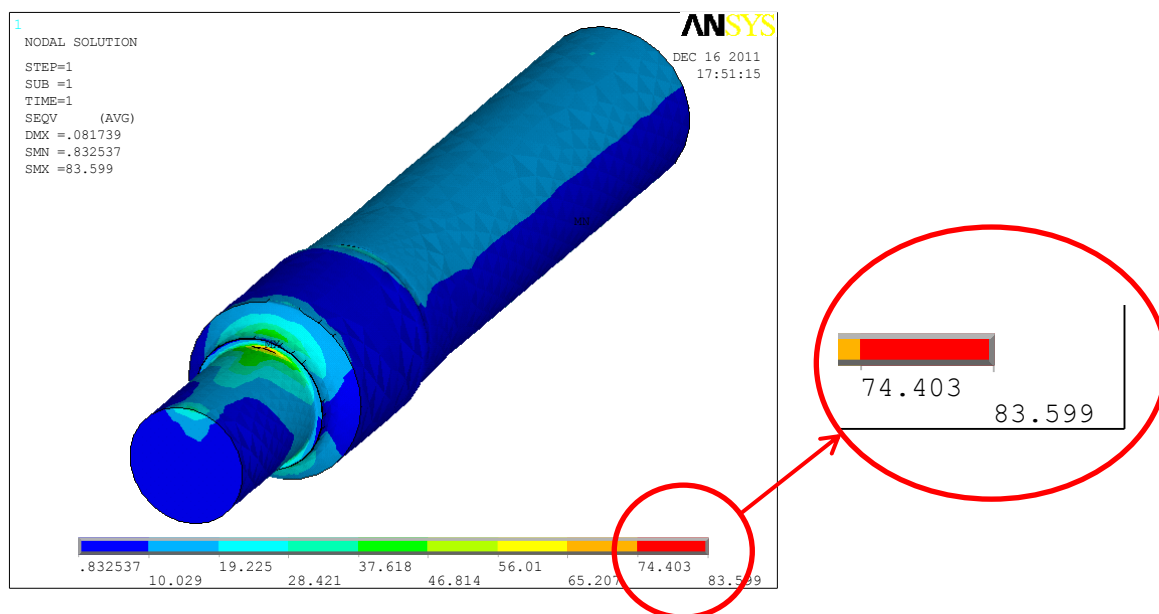 1
ANSYS
NODAL SOLUTION
DEC 16 2011
17:51:15
STEP=1
SUB =1
TIME=1
SEQV (AVG)
DMX =.081739
SMN =.832537
SMX =83.599
MX
74.403
83.599
.832537 19.225 37.618 56.01 74.403
10.029 28.421 46.814 65.207 83.599